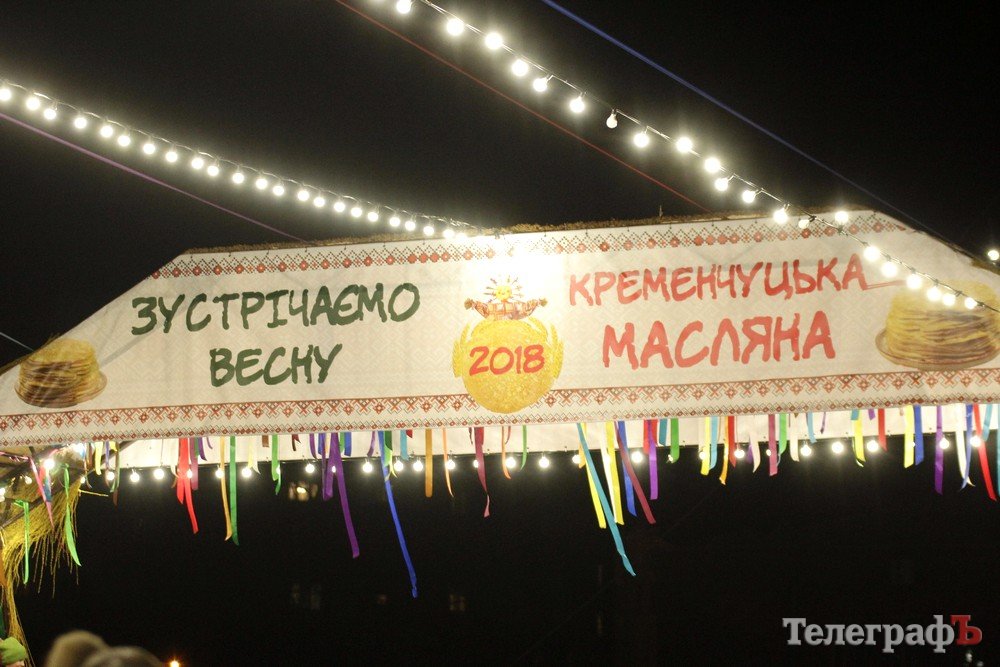 ЗУСТРІЧАЄМО
ВЕСНУ
2018
КРЕМЕНЧУЦЬКА
МАСЛЯНА
ТелеграфЪ